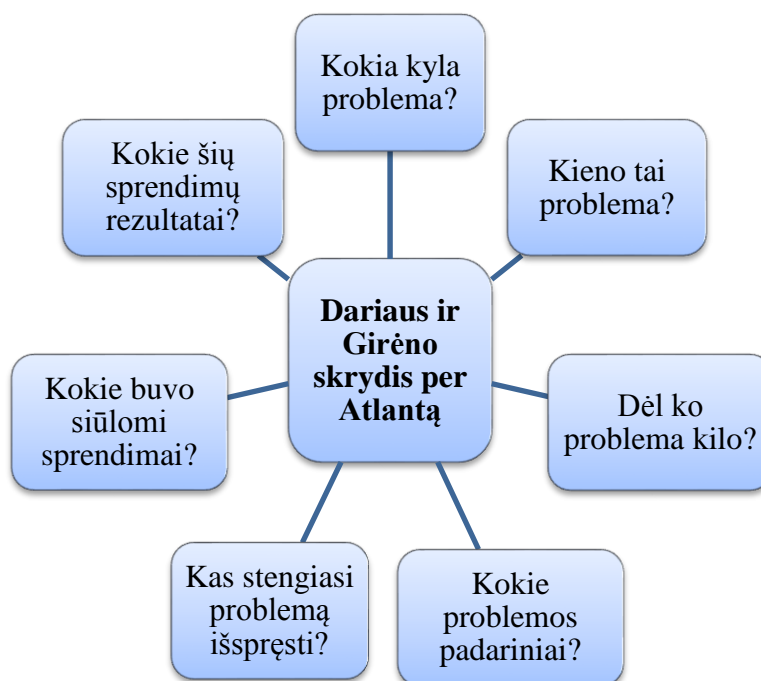 Kokia kyla
problema?
Kieno tai
problema?
Dėl ko
problema kilo?
Kokie
problemos
padariniai?
Kas stengiasi
problemą
išspręsti?
Kokie buvo
siūlomi
sprendimai?
Kokie šių
sprendimų
rezultatai?
Dariaus ir
Girėno
skrydis per
Atlantą